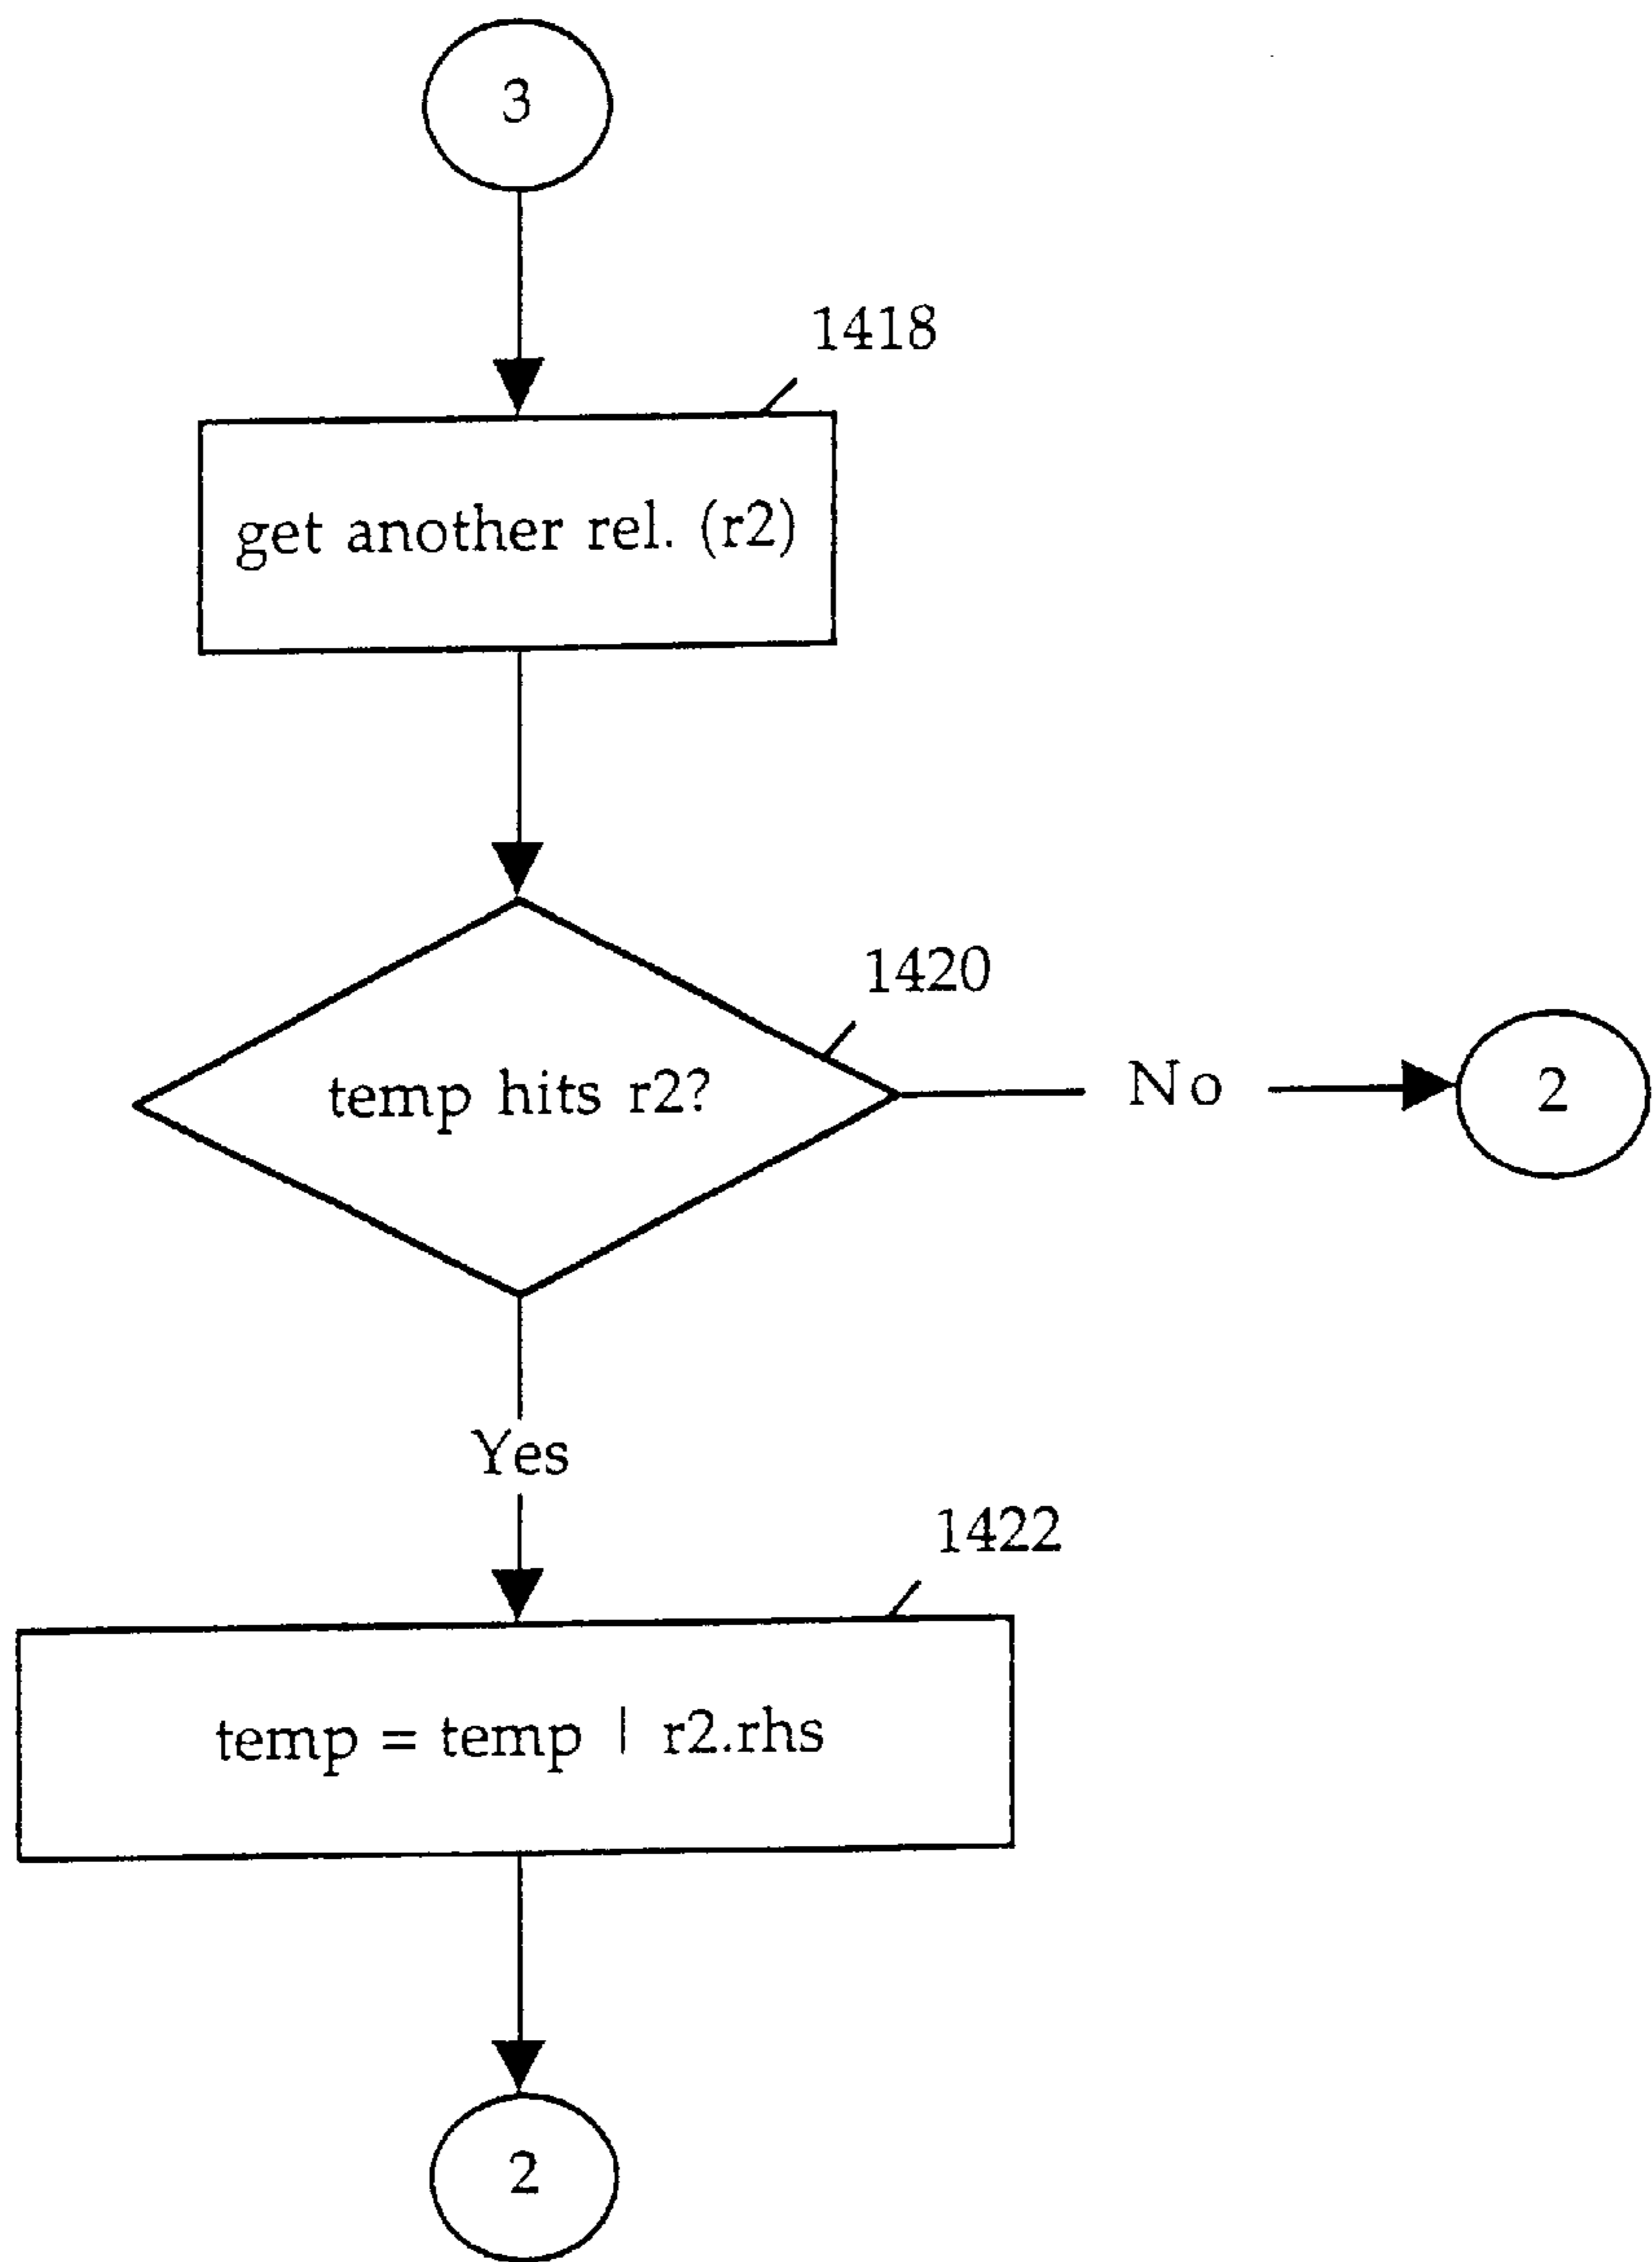 3
1418
get another rel. (r2)
1420
temp hits r2?
No
2
Yes
1422
temp = temp | r2.rhs
2